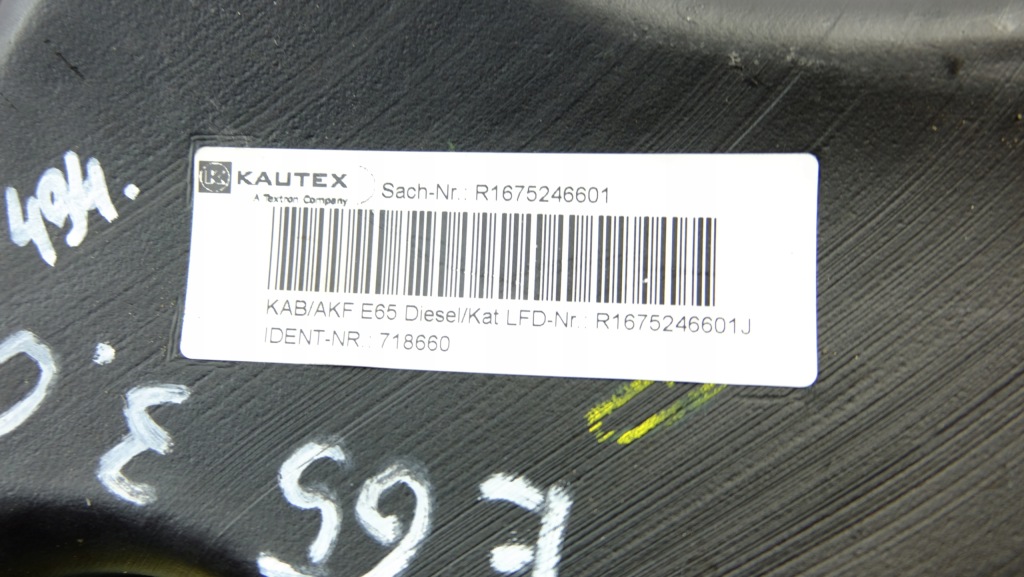 KAUTEX
A Textron Company
Sach-Nr.: R1675246601
KAB/AKF E65 Diesel/Kat LFD-Nr.: R1675246601J
IDENT-NR.: 718660
494.
E65